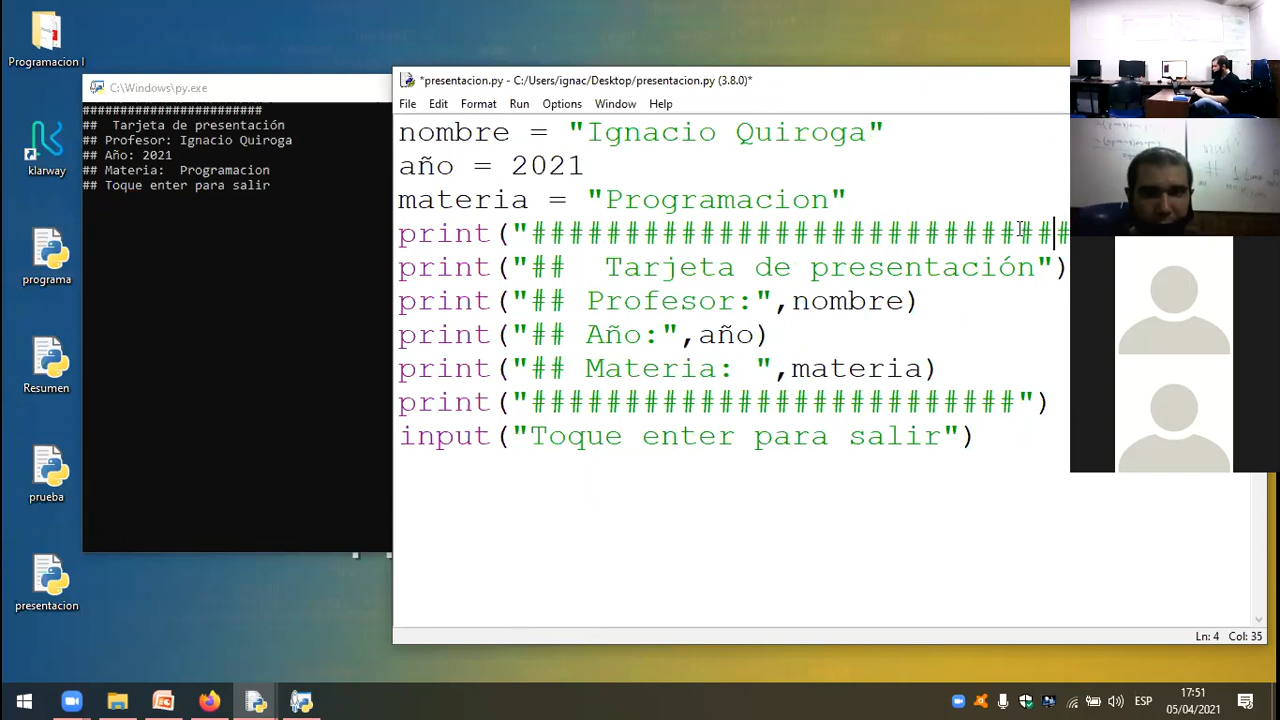 Programacion I
klarway
programa
Resumen
prueba
presentacion
C:\Windows\py.exe
########################
##  Tarjeta de presentación
## Profesor: Ignacio Quiroga
## Año: 2021
## Materia:  Programacion
## Toque enter para salir
*presentacion.py - C:/Users/ignac/Desktop/presentacion.py (3.8.0)*
File Edit Format Run Options Window Help
nombre = "Ignacio Quiroga"
año = 2021
materia = "Programacion"
print("#############################
print("##  Tarjeta de presentación")
print("## Profesor:",nombre)
print("## Año:",año)
print("## Materia: ",materia)
print("##########################")
input("Toque enter para salir")
Ln: 4 Col: 35
ESP
17:51
05/04/2021